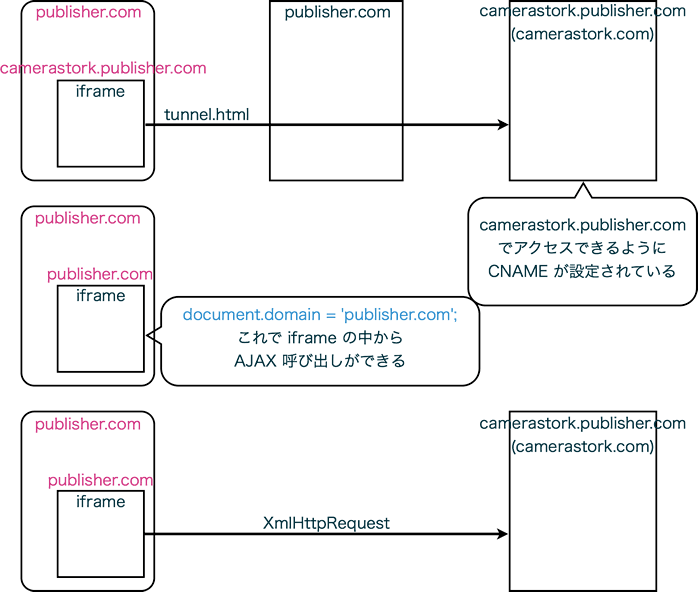 publisher.com
publisher.com
camerastork.publisher.com
(camerastork.com)
camerastork.publisher.com
iframe
tunnel.html
camerastork.publisher.com
でアクセスできるように
CNAME が設定されている
publisher.com
publisher.com
iframe
document.domain = 'publisher.com';
これで iframe の中から
AJAX 呼び出しができる
publisher.com
camerastork.publisher.com
(camerastork.com)
publisher.com
iframe
XmlHttpRequest